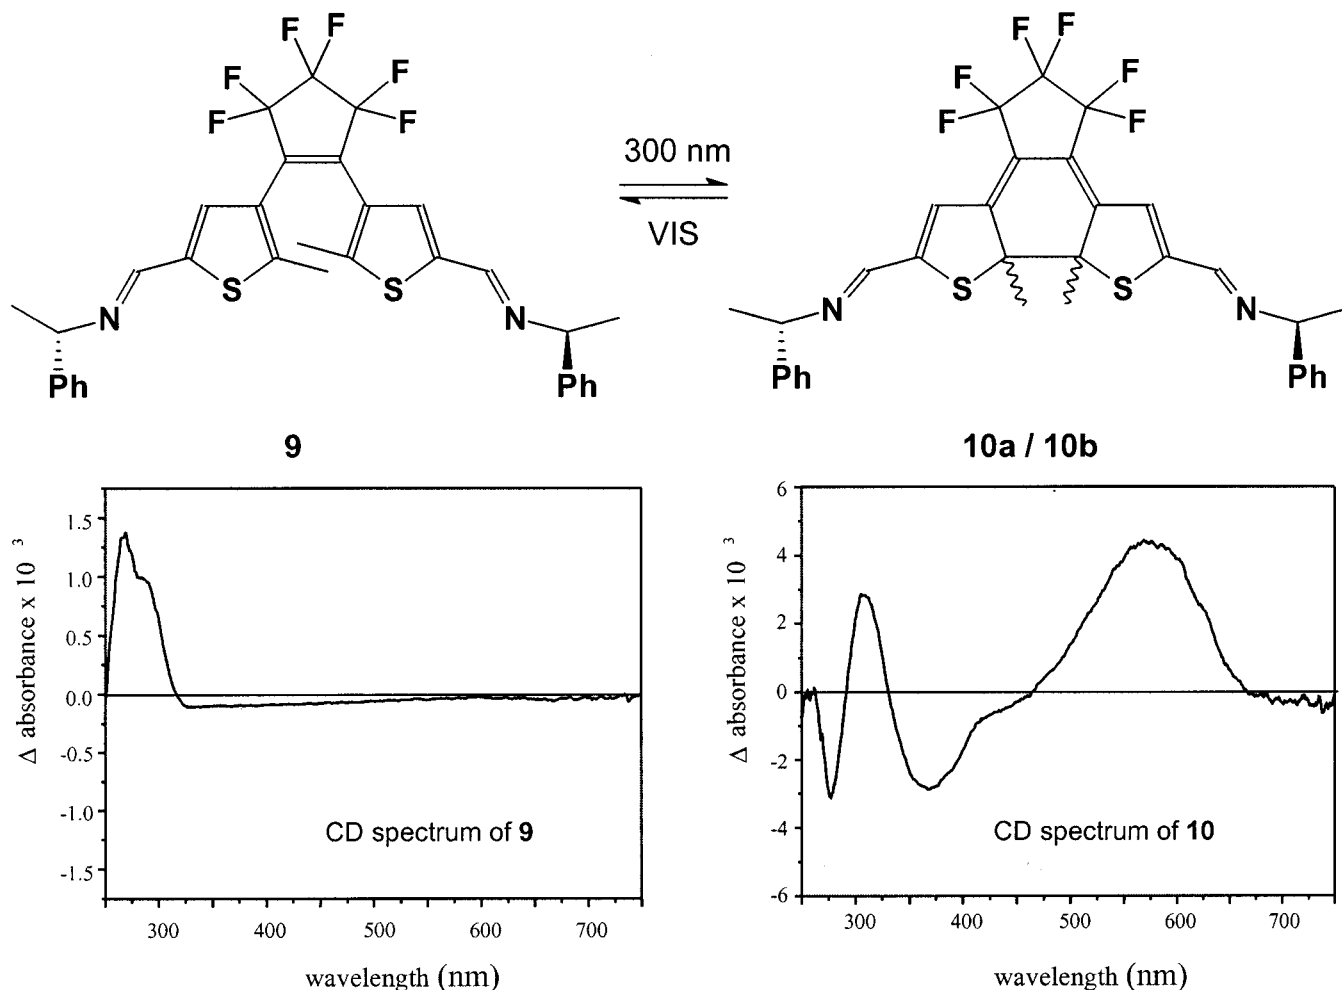 F F F F F F
300 nm
VIS
S S N N Ph Ph
F F F F F F
S S N N Ph Ph
9
10a / 10b
Δ absorbance x 10 ³
1.5
1.0
0.5
0.0
-0.5
-1.0
-1.5
CD spectrum of 9
300 400 500 600 700
wavelength (nm)
Δ absorbance x 10 ³
6
4
2
0
-2
-4
-6
CD spectrum of 10
300 400 500 600 700
wavelength (nm)